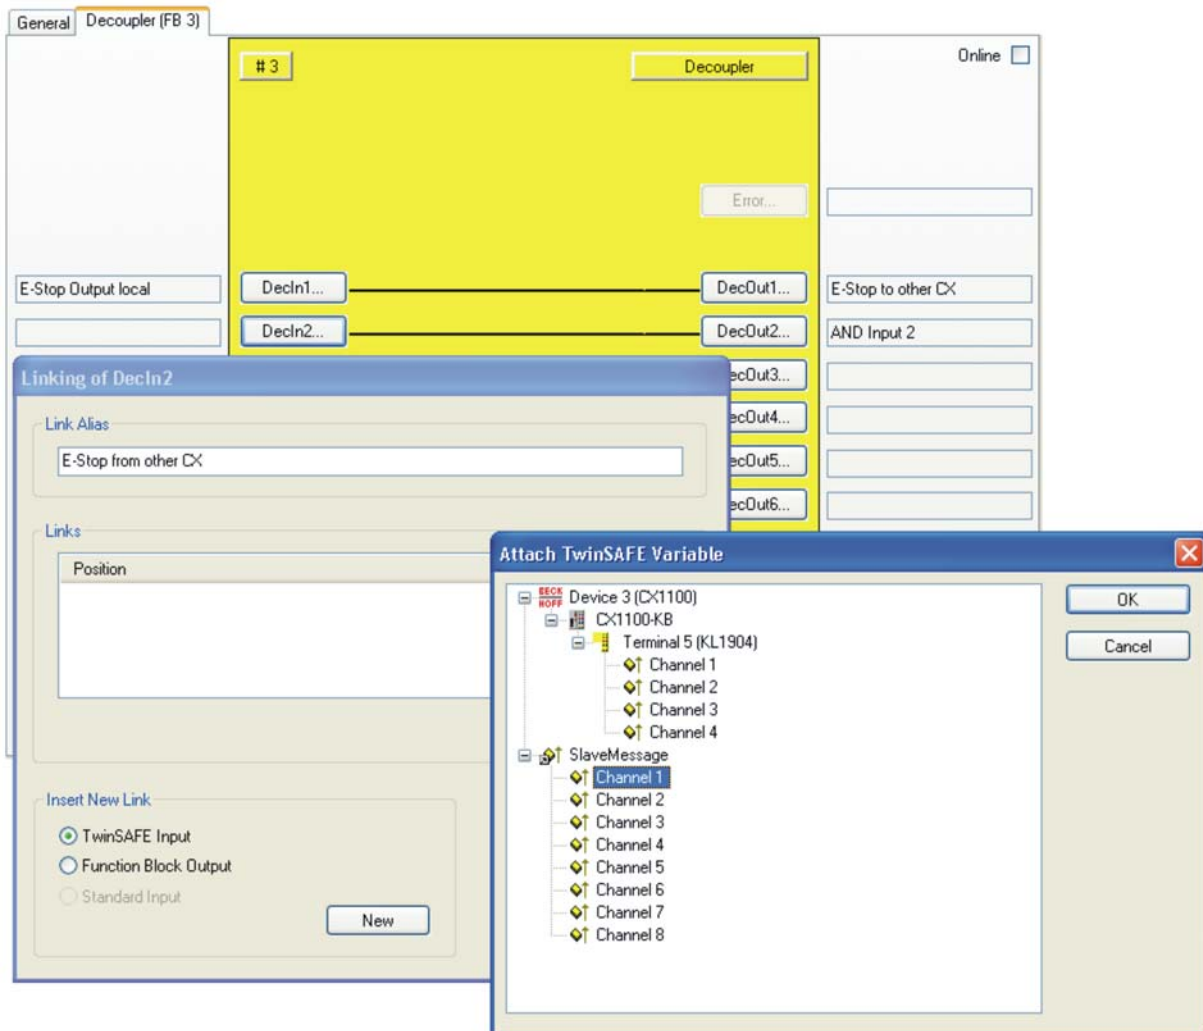 General
Decoupler (FB 3)
# 3
Decoupler
Online
Error...
E-Stop Output local
DecIn1...
DecOut1...
E-Stop to other CX
DecIn2...
DecOut2...
AND Input 2
ecOut3...
ecOut4...
ecOut5...
ecOut6...
Linking of DecIn2
Link Alias
E-Stop from other CX
Links
Position
Insert New Link
TwinSAFE Input
Function Block Output
Standard Input
New
Attach TwinSAFE Variable
BECK
HOFF
Device 3 (CX1100)
CX1100-KB
Terminal 5 (KL1904)
Channel 1
Channel 2
Channel 3
Channel 4
SlaveMessage
Channel 1
Channel 2
Channel 3
Channel 4
Channel 5
Channel 6
Channel 7
Channel 8
OK
Cancel